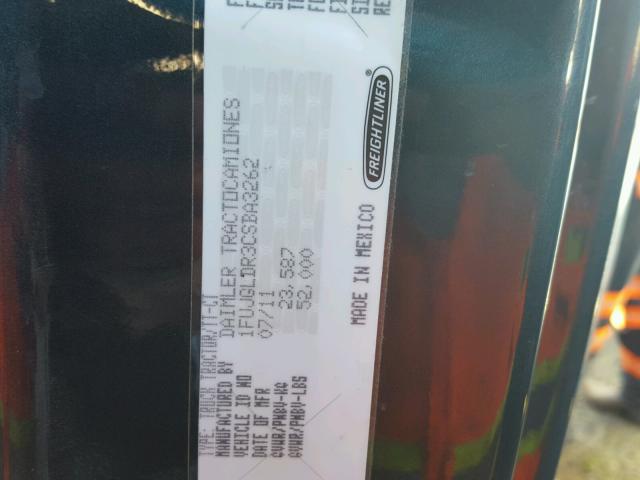 TYPE: TRUCK TRACTOR/TT-CT
MANUFACTURED BY DAIMLER TRACTOCAMIONES
VEHICLE ID NO 1FUJGLDR3CSBA3262
DATE OF MFR 07/11
GVWR/PNBV-KG 23,587
GVWR/PNBV-LBS 52,000
MADE IN MEXICO FREIGHTLINER®